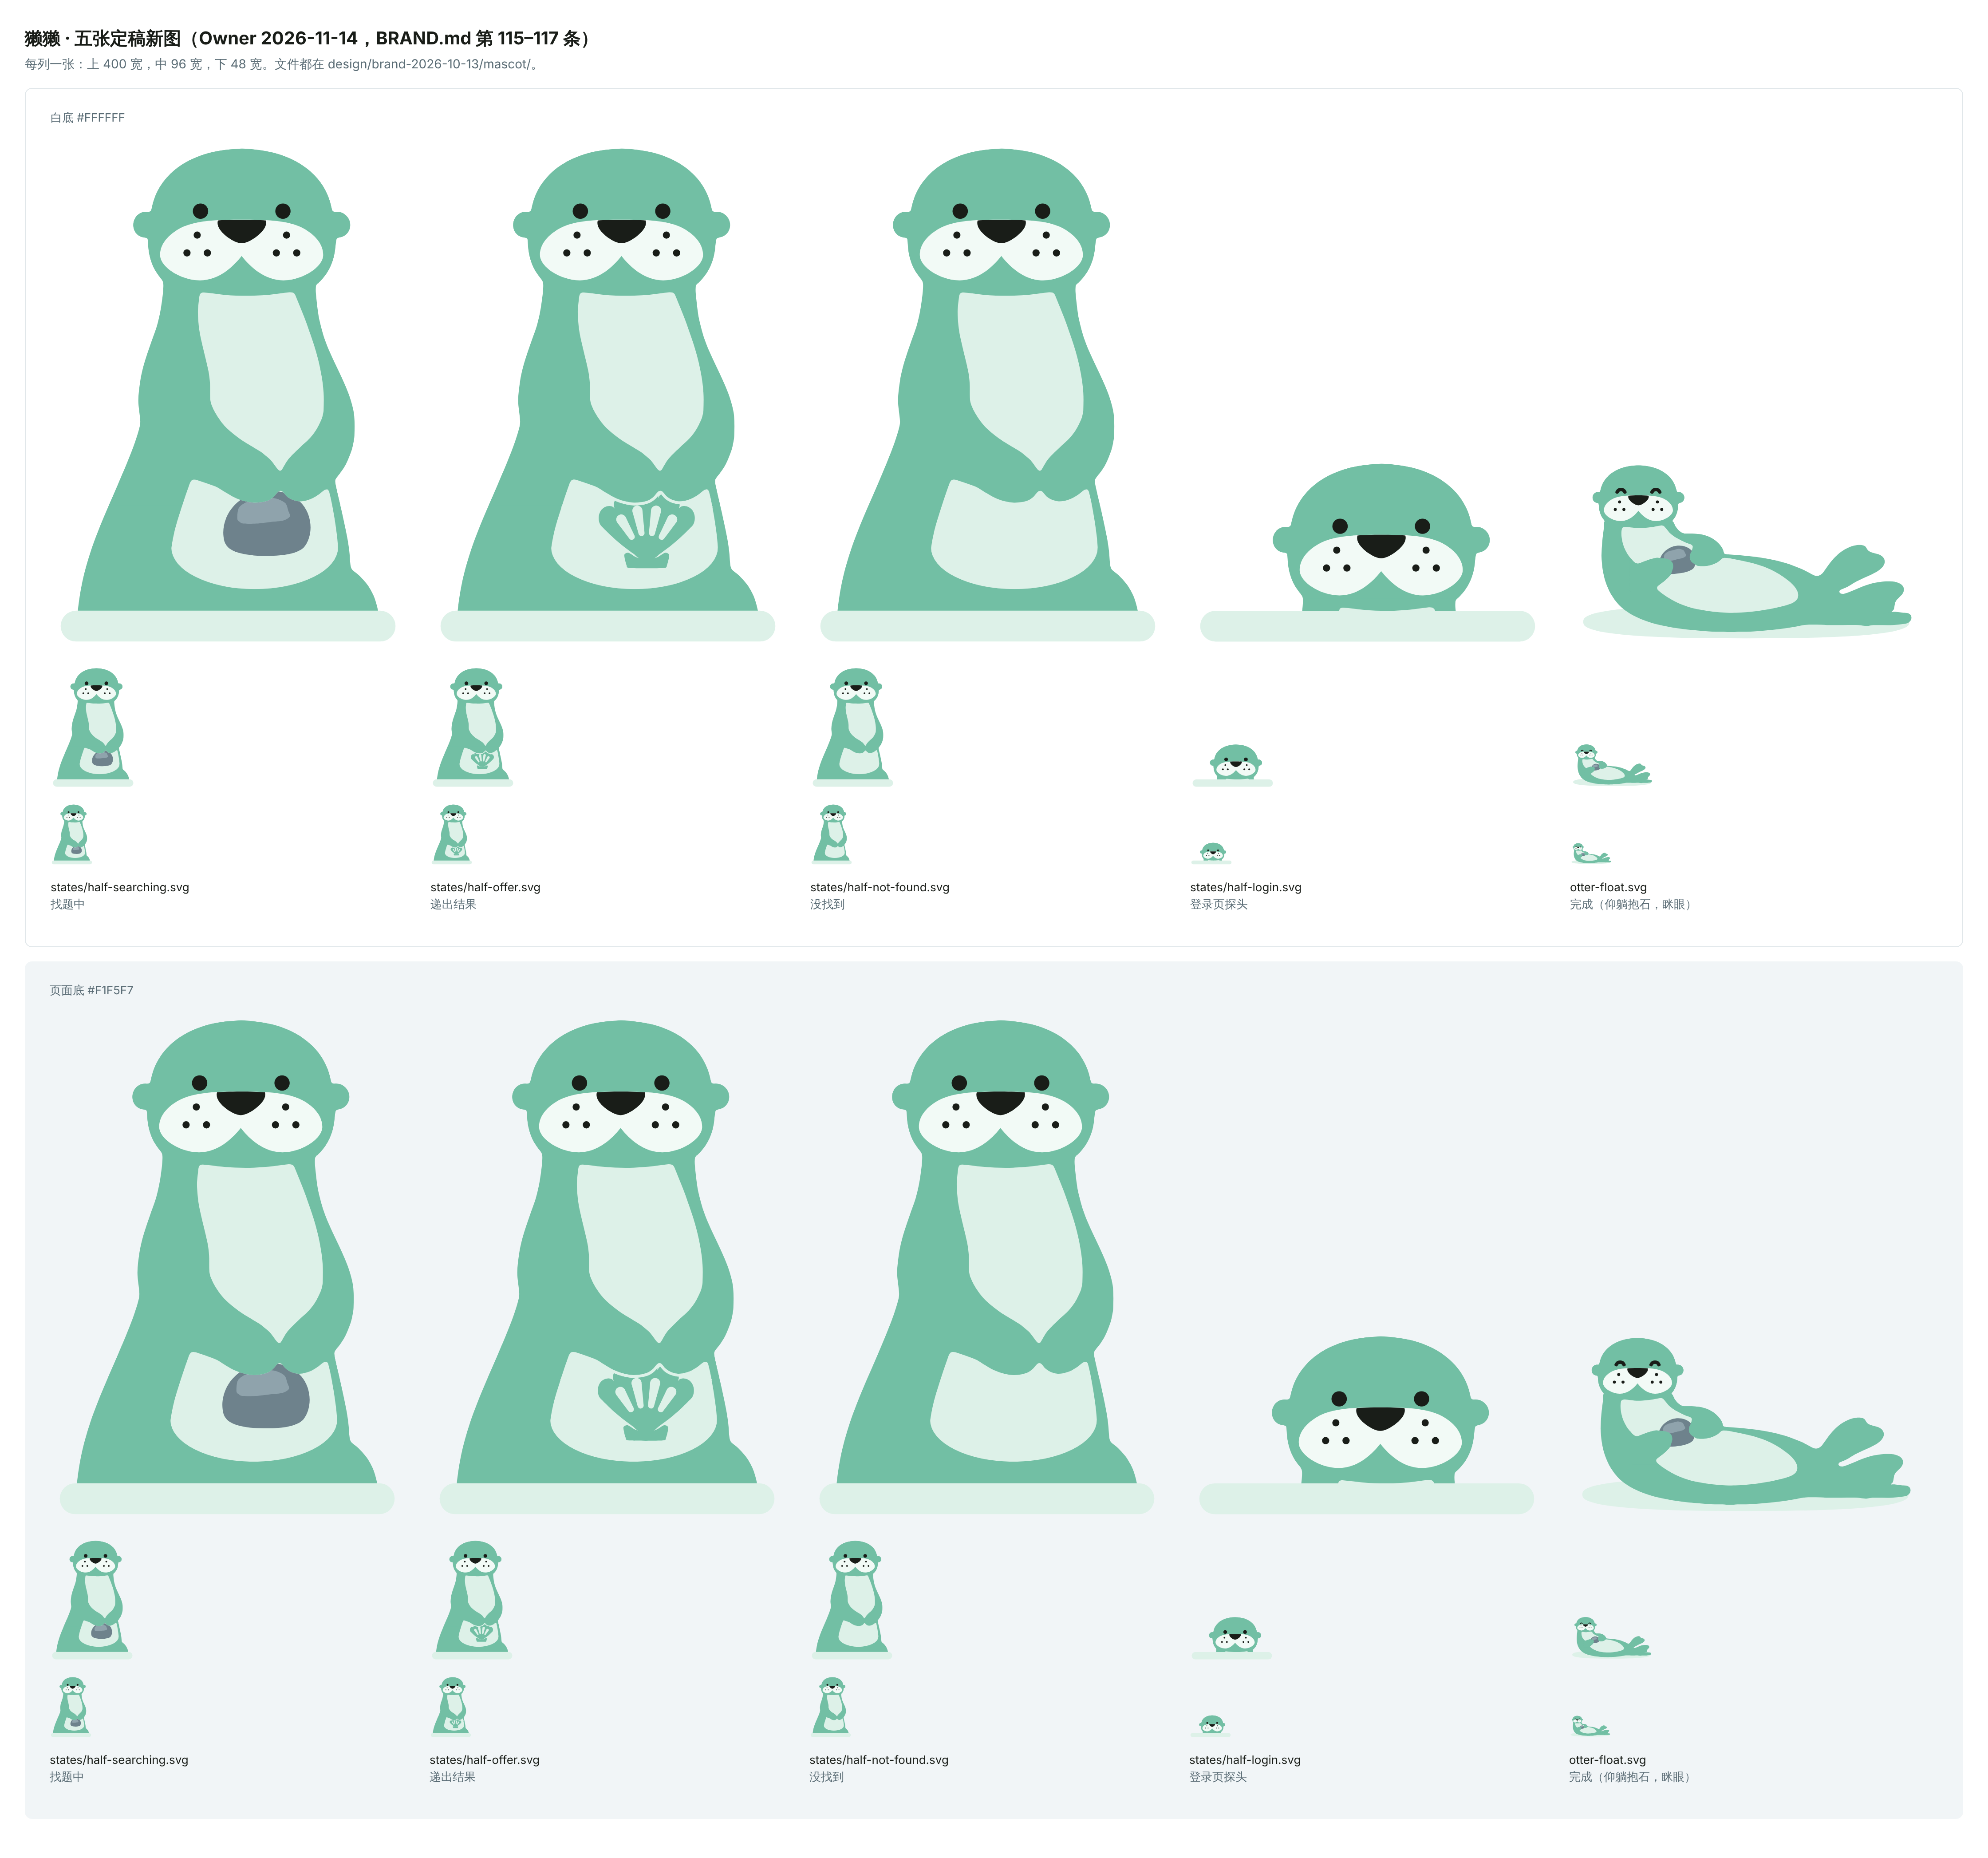 獭獭 · 五张定稿新图（Owner 2026-11-14，BRAND.md 第 115–117 条）
每列一张：上 400 宽，中 96 宽，下 48 宽。文件都在 design/brand-2026-10-13/mascot/。
白底 #FFFFFF
states/half-searching.svg
找题中
states/half-offer.svg
递出结果
states/half-not-found.svg
没找到
states/half-login.svg
登录页探头
otter-float.svg
完成（仰躺抱石，眯眼）
页面底 #F1F5F7
states/half-searching.svg
找题中
states/half-offer.svg
递出结果
states/half-not-found.svg
没找到
states/half-login.svg
登录页探头
otter-float.svg
完成（仰躺抱石，眯眼）